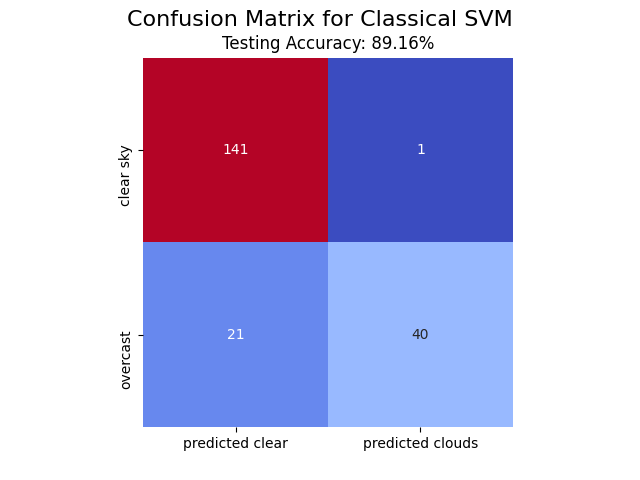 Confusion Matrix for Classical SVM
Testing Accuracy: 89.16%
clear sky
141
1
overcast
21
40
predicted clear
predicted clouds